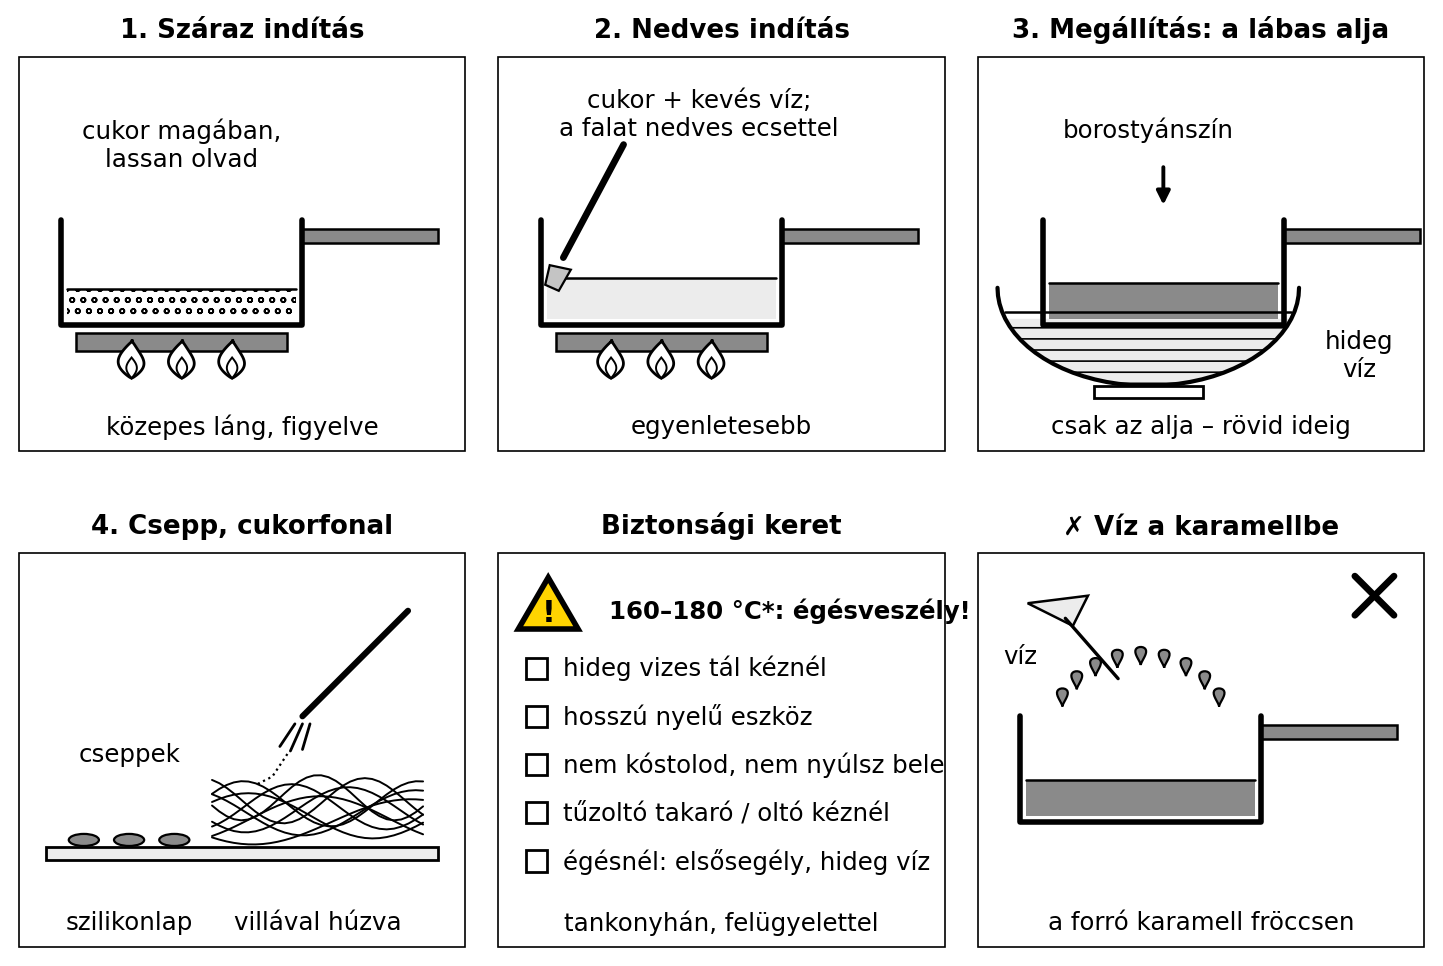 1. Száraz indítás
cukor magában,
lassan olvad
közepes láng, figyelve
2. Nedves indítás
cukor + kevés víz;
a falat nedves ecsettel
egyenletesebb
3. Megállítás: a lábas alja
borostyánszín
hideg
víz
csak az alja – rövid ideig
4. Csepp, cukorfonal
cseppek
szilikonlap
villával húzva
Biztonsági keret
!
160–180 °C*: égésveszély!
hideg vizes tál kéznél
hosszú nyelű eszköz
nem kóstolod, nem nyúlsz bele
tűzoltó takaró / oltó kéznél
égésnél: elsősegély, hideg víz
tankonyhán, felügyelettel
✗ Víz a karamellbe
víz
a forró karamell fröccsen